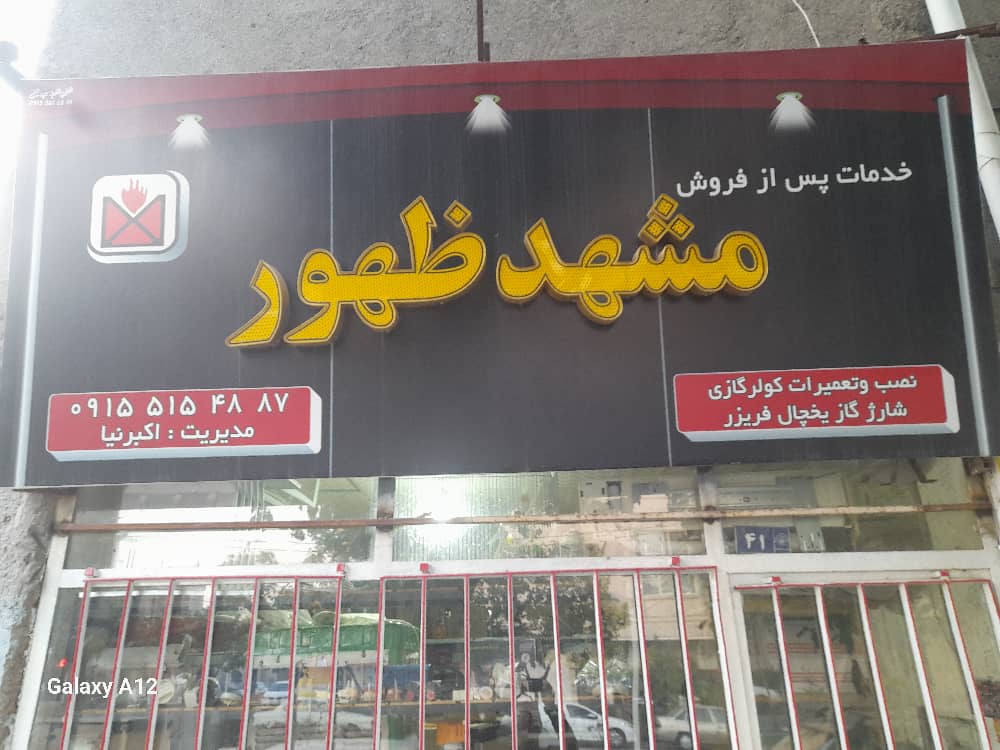 خدمات پس از فروش
مشهد ظهور
نصب وتعمیرات کولرگازی
شارژ گاز یخچال فریزر
۰۹۱۵ ۵۱۵ ۴۸ ۸۷
مدیریت : اکبرنیا
۴۱
Galaxy A12